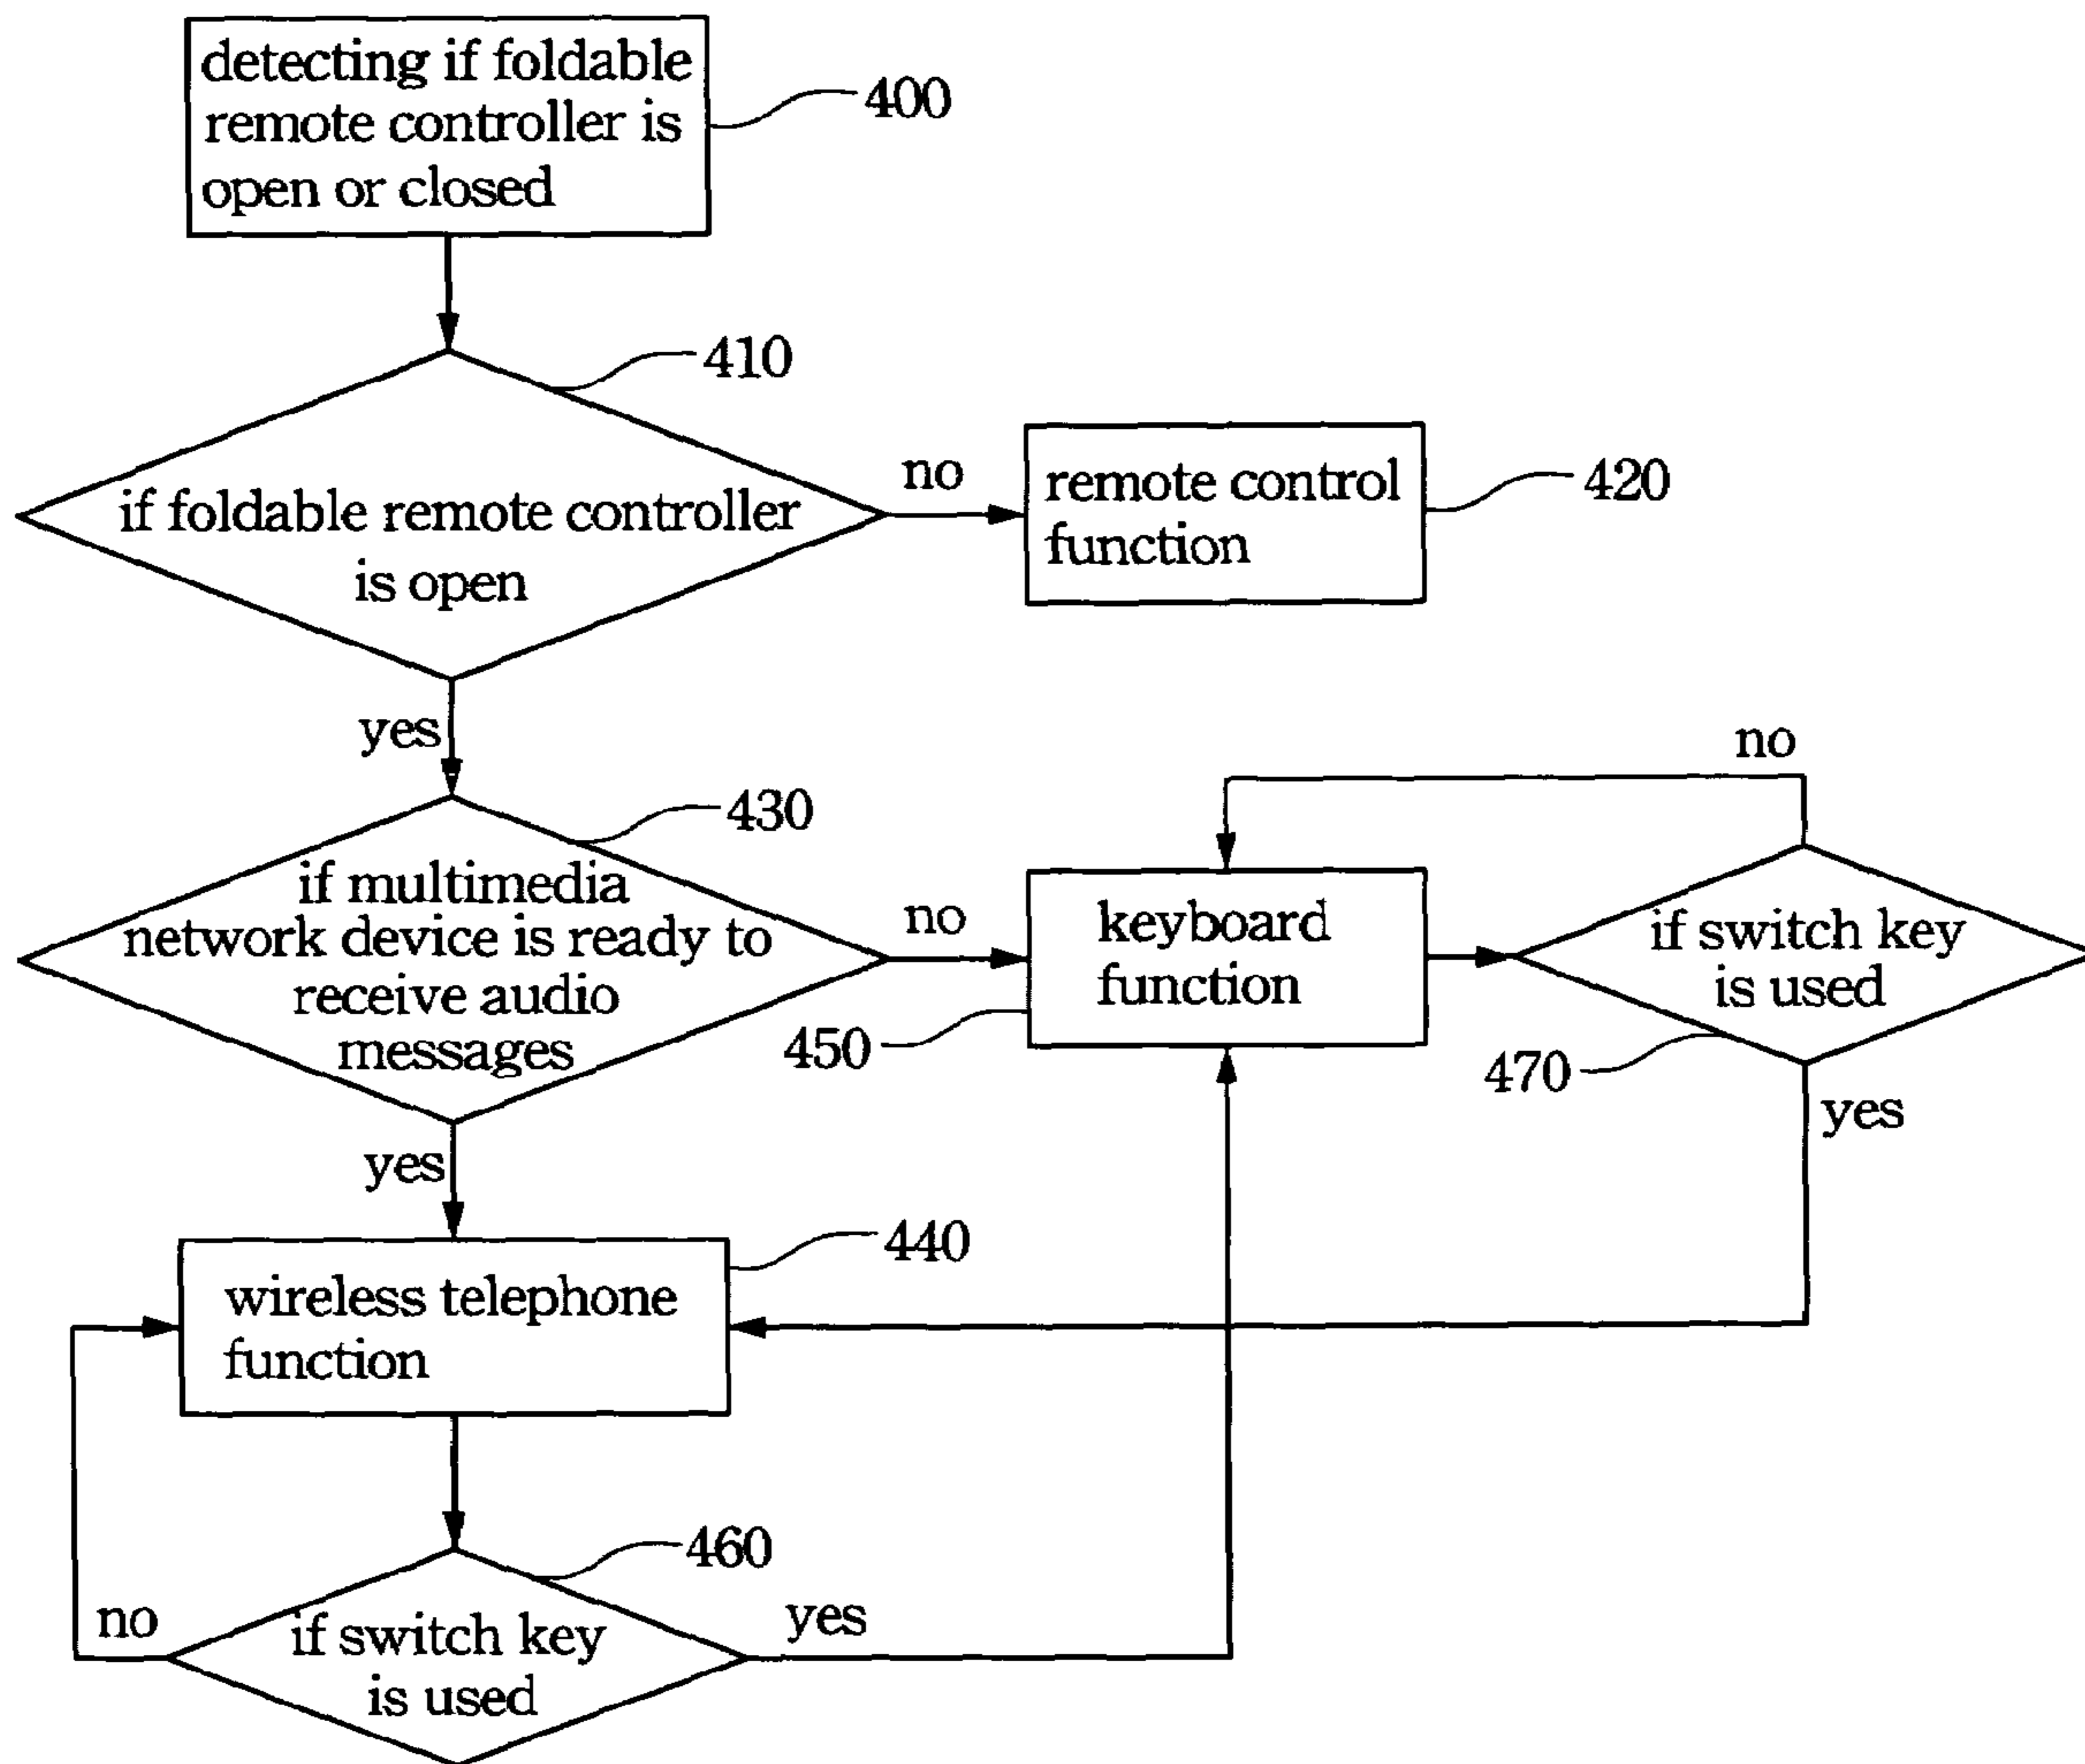 detecting if foldable
remote controller is
open or closed
400
410
if foldable remote controller
is open
no
remote control
function
420
yes
430
if multimedia
network device is ready to
receive audio
messages
no
keyboard
function
450
no
if switch key
is used
470
yes
yes
440
wireless telephone
function
460
if switch key
is used
no
yes